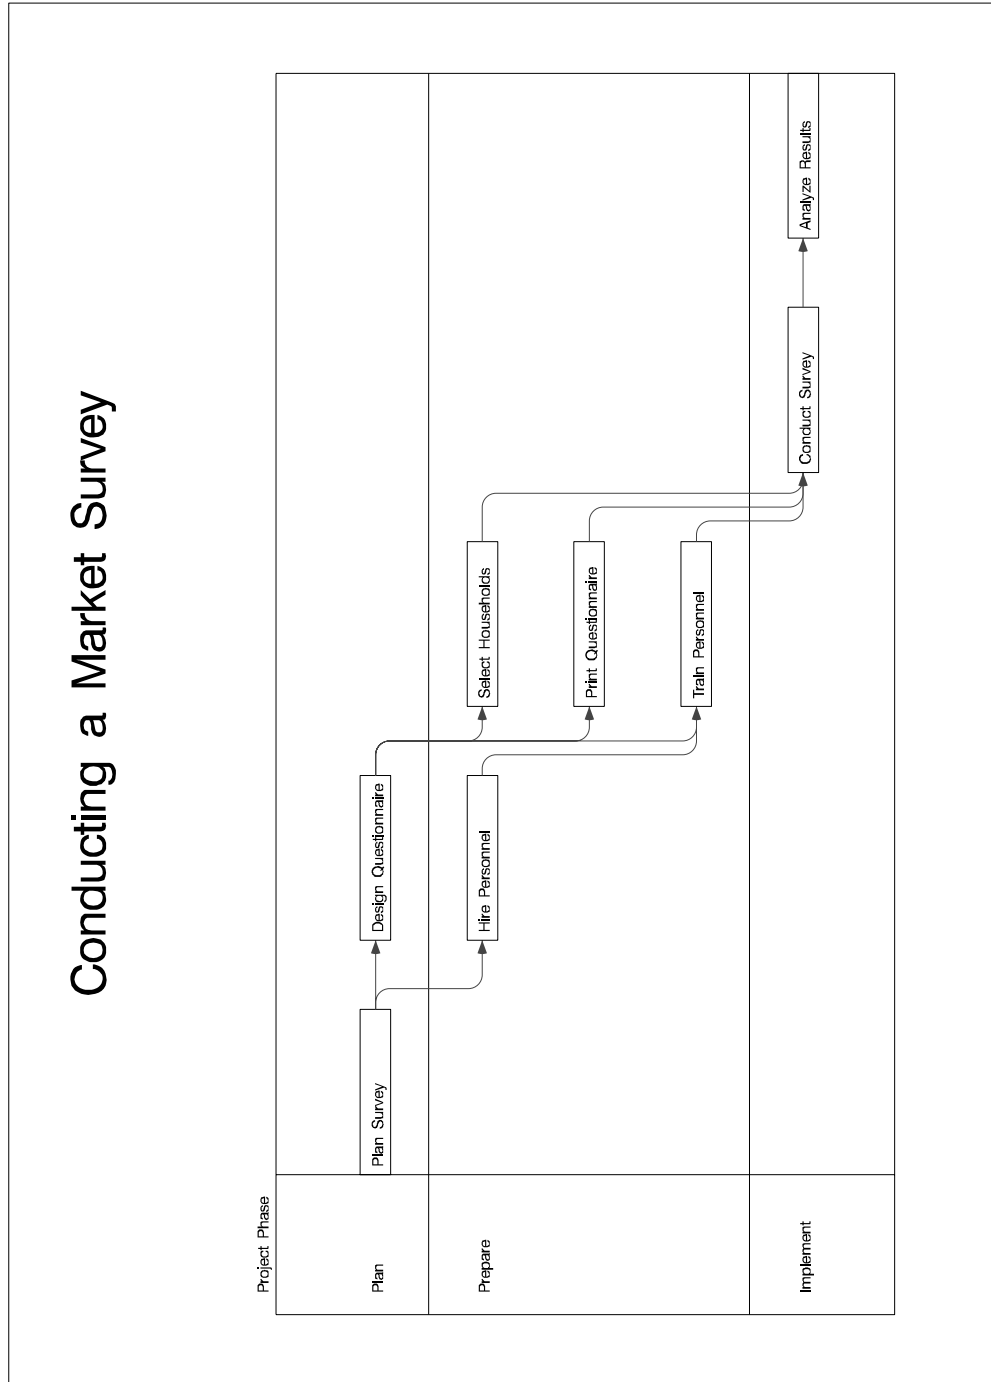 Conducting a Market Survey
Project Phase
Plan
Plan Survey
Design Questionnaire
Prepare
Hire Personnel
Select Households
Print Questionnaire
Train Personnel
Implement
Conduct Survey
Analyze Results